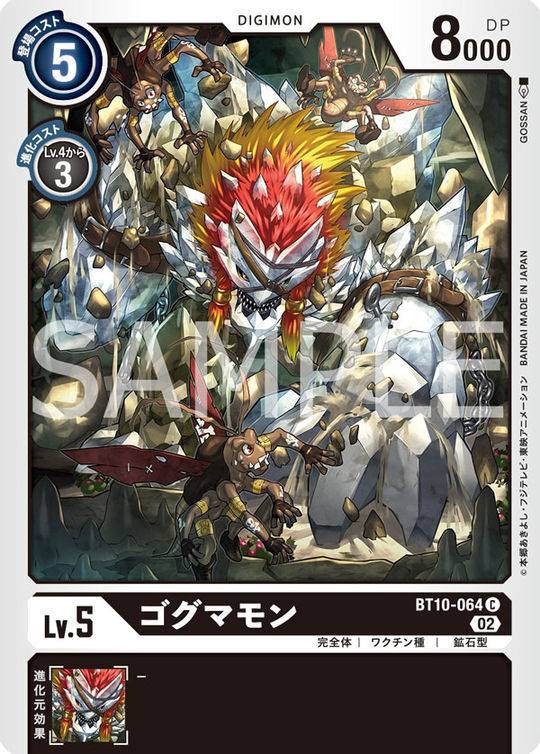 登場コスト
5
DIGIMON
DP
8000
進化コスト
Lv.4から
3
GOSSAN
SAMPLE
© 本郷あきよし・フジテレビ・東映アニメーション BANDAI MADE IN JAPAN
Lv.5
ゴグマモン
BT10-064 C
02
完全体 | ワクチン種 | 鉱石型
進化元効果
–